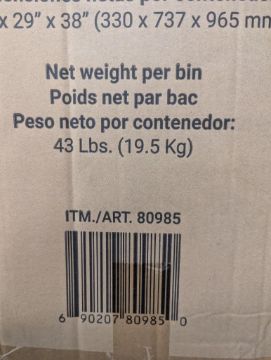 x 29” x 38” (330 x 737 x 965 mm
Net weight per bin
Poids net par bac
Peso neto por contenedor:
43 Lbs. (19.5 Kg)
ITM./ART. 80985
6 90207 80985 0